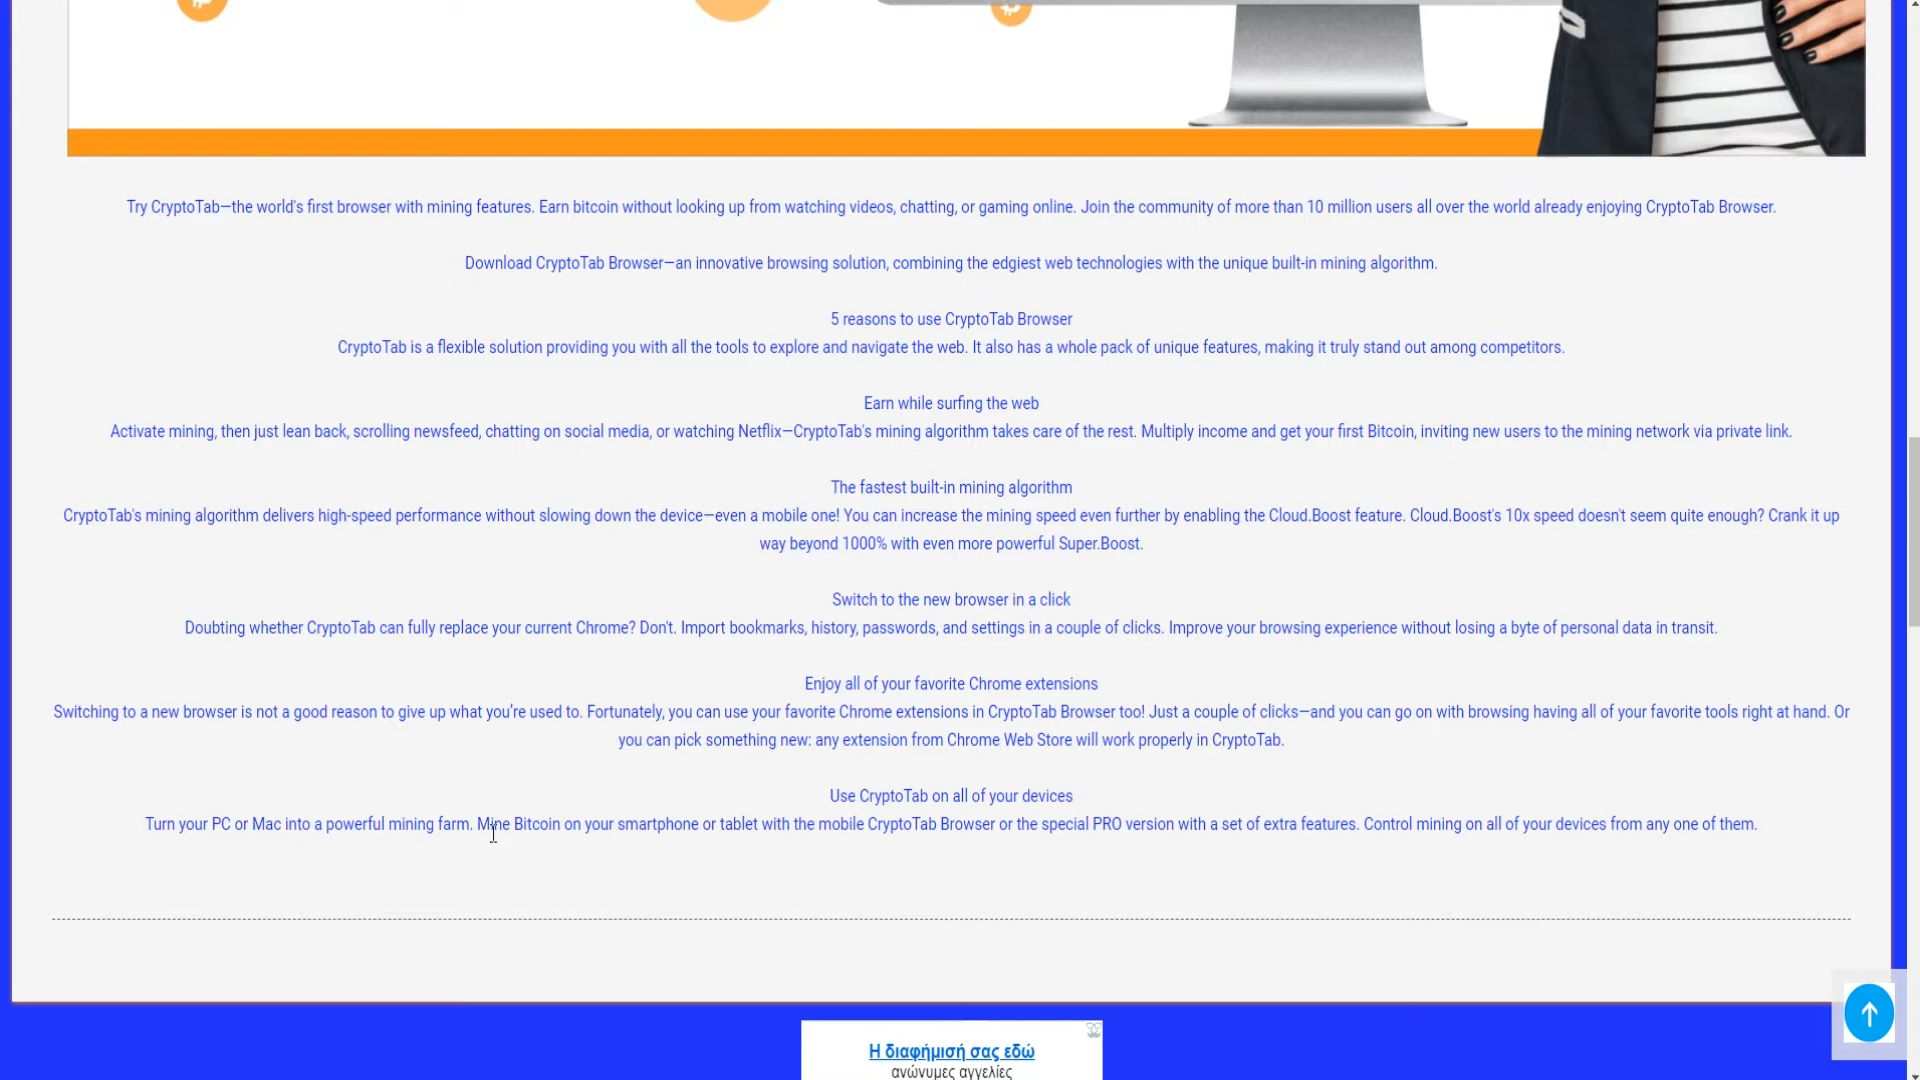 Try CryptoTab—the world's first browser with mining features. Earn bitcoin without looking up from watching videos, chatting, or gaming online. Join the community of more than 10 million users all over the world already enjoying CryptoTab Browser.
Download CryptoTab Browser—an innovative browsing solution, combining the edgiest web technologies with the unique built-in mining algorithm.
5 reasons to use CryptoTab Browser
CryptoTab is a flexible solution providing you with all the tools to explore and navigate the web. It also has a whole pack of unique features, making it truly stand out among competitors.
Earn while surfing the web
Activate mining, then just lean back, scrolling newsfeed, chatting on social media, or watching Netflix—CryptoTab's mining algorithm takes care of the rest. Multiply income and get your first Bitcoin, inviting new users to the mining network via private link.
The fastest built-in mining algorithm
CryptoTab's mining algorithm delivers high-speed performance without slowing down the device—even a mobile one! You can increase the mining speed even further by enabling the Cloud.Boost feature. Cloud.Boost's 10x speed doesn't seem quite enough? Crank it up
way beyond 1000% with even more powerful Super.Boost.
Switch to the new browser in a click
Doubting whether CryptoTab can fully replace your current Chrome? Don't. Import bookmarks, history, passwords, and settings in a couple of clicks. Improve your browsing experience without losing a byte of personal data in transit.
Enjoy all of your favorite Chrome extensions
Switching to a new browser is not a good reason to give up what you’re used to. Fortunately, you can use your favorite Chrome extensions in CryptoTab Browser too! Just a couple of clicks—and you can go on with browsing having all of your favorite tools right at hand. Or
you can pick something new: any extension from Chrome Web Store will work properly in CryptoTab.
Use CryptoTab on all of your devices
Turn your PC or Mac into a powerful mining farm. Mine Bitcoin on your smartphone or tablet with the mobile CryptoTab Browser or the special PRO version with a set of extra features. Control mining on all of your devices from any one of them.
Η διαφήμισή σας εδώ
ανώνυμες αγγελίες